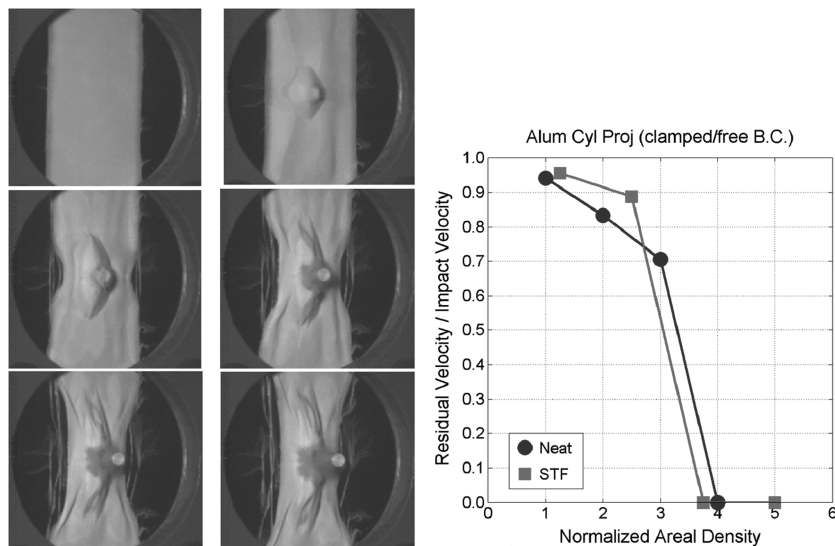 Alum Cyl Proj (clamped/free B.C.)
Residual Velocity / Impact Velocity
1.0
0.9
0.8
0.7
0.6
0.5
0.4
0.3
0.2
0.1
0.0
Neat
STF
0 1 2 3 4 5 6
Normalized Areal Density